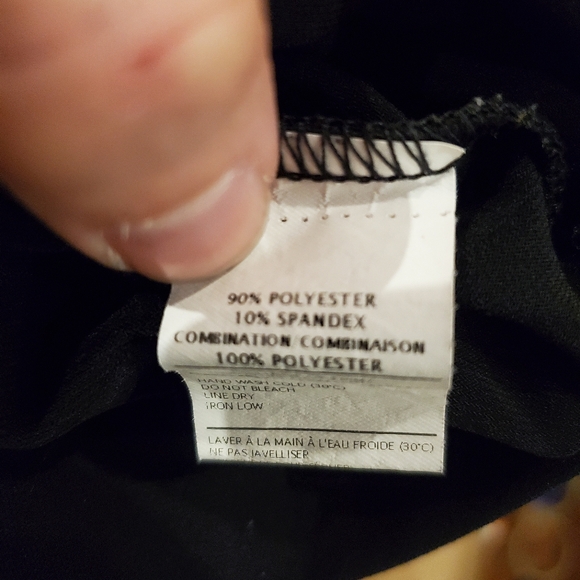 90% POLYESTER
10% SPANDEX
COMBINATION/COMBINAISON
100% POLYESTER
HAND WASH COLD (30°C)
DO NOT BLEACH
LINE DRY
IRON LOW
LAVER À LA MAIN À L'EAU FROIDE (30°C)
NE PAS JAVELLISER